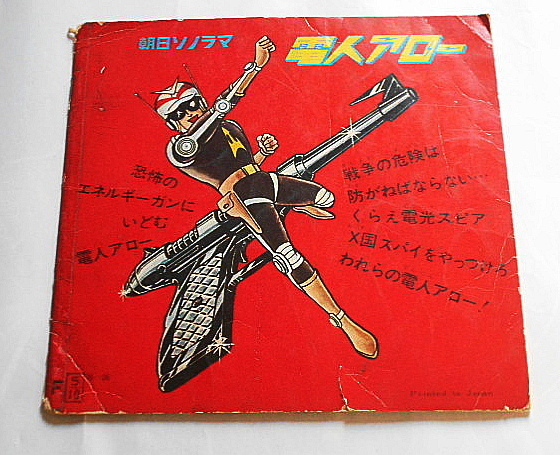 朝日ソノラマ
電人アロー
恐怖の
エネルギーガンに
いどむ
電人アロー
戦争の危険は
防がねばならない…
くらえ電光スピア
X国スパイをやっつけろ
われらの電人アロー！
Printed in Japan